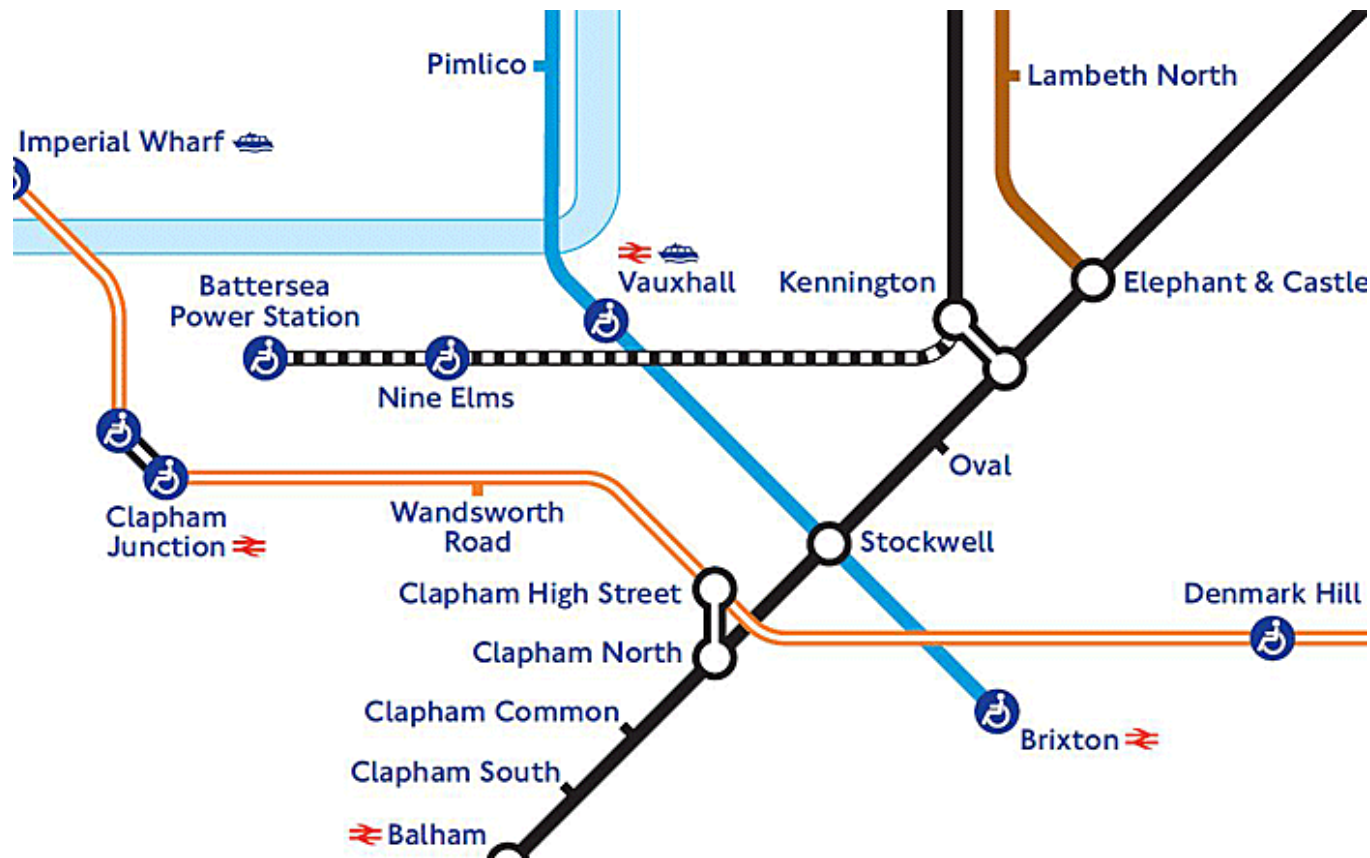 Pimlico
Lambeth North
Imperial Wharf
Vauxhall
Kennington
Elephant & Castle
Battersea
Power Station
Nine Elms
Oval
Clapham
Junction
Wandsworth
Road
Stockwell
Clapham High Street
Denmark Hill
Clapham North
Clapham Common
Brixton
Clapham South
Balham